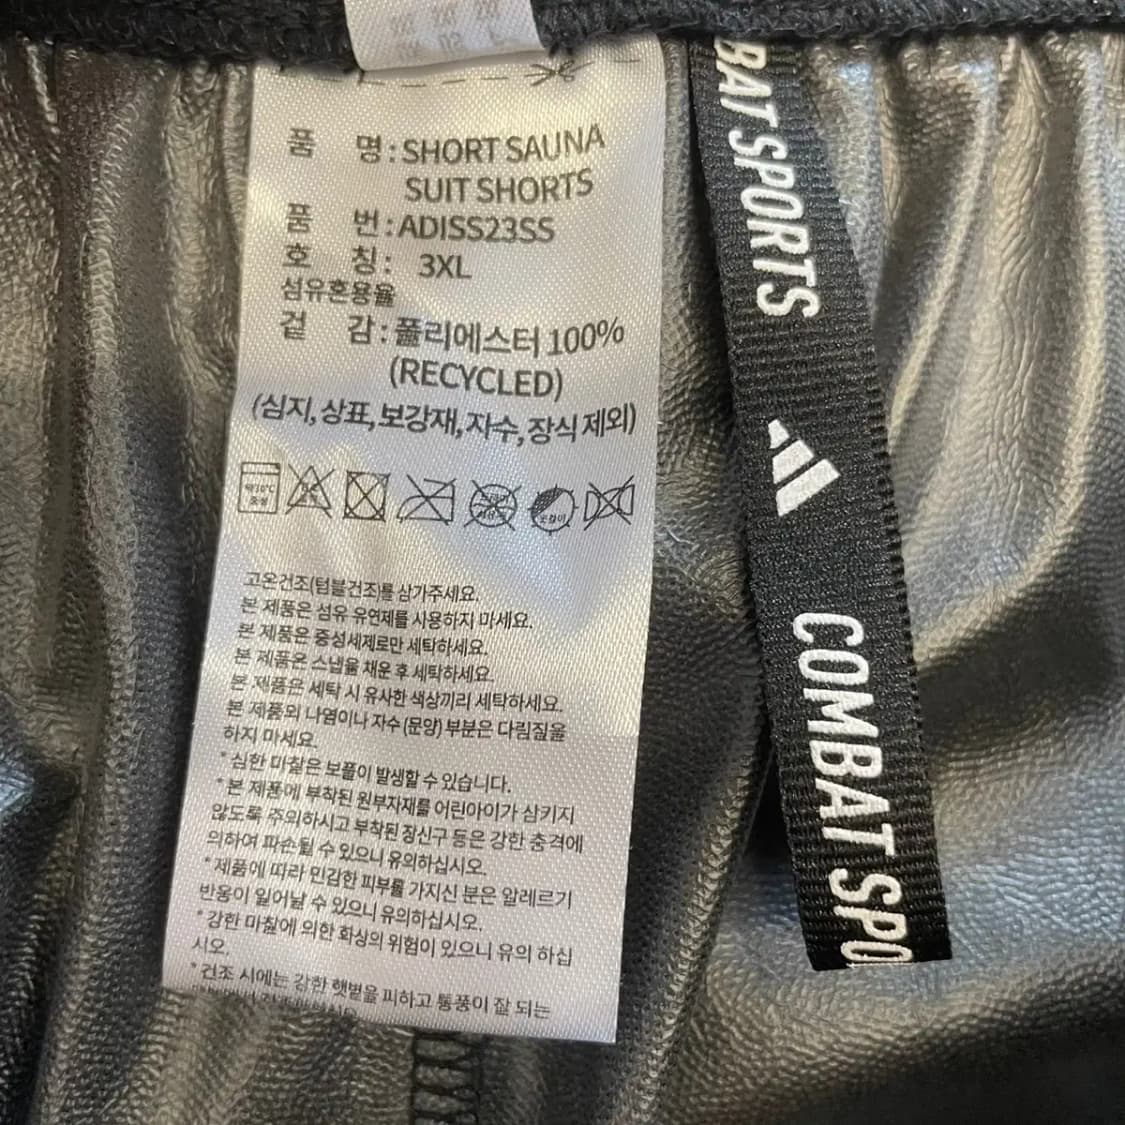 품 명 : SHORT SAUNA
SUIT SHORTS
품 번 : ADISS23SS
호 칭 : 3XL
섬유혼용율
겉 감 : 폴리에스터 100%
(RECYCLED)
(심지, 상표, 보강재, 자수, 장식 제외)
고온건조(텀블건조)를 삼가주세요.
본 제품은 섬유 유연제를 사용하지 마세요.
본 제품은 중성세제로만 세탁하세요.
본 제품은 스냅을 채운 후 세탁하세요.
본 제품은 세탁 시 유사한 색상끼리 세탁하세요.
본 제품의 나염이나 자수(문양) 부분은 다림질을
하지 마세요.
* 심한 마찰은 보풀이 발생할 수 있습니다.
* 본 제품에 부착된 원부자재를 어린아이가 삼키지
않도록 주의하시고 부착된 장신구 등은 강한 충격에
의하여 파손될 수 있으니 유의하십시오.
* 제품에 따라 민감한 피부를 가지신 분은 알레르기
반응이 일어날 수 있으니 유의하십시오.
* 강한 마찰에 의한 화상의 위험이 있으니 유의 하십
시오.
* 건조 시에는 강한 햇볕을 피하고 통풍이 잘 되는
BAT SPORTS
COMBAT SPO